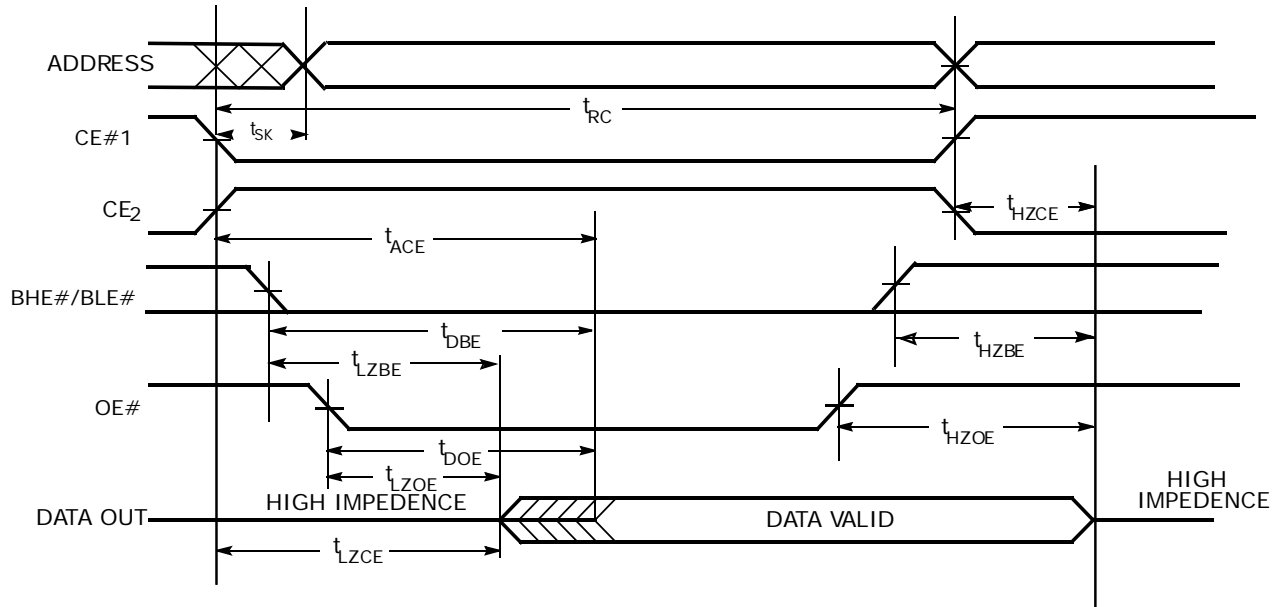 ADDRESS
tRC
tSK
CE#1
CE2
tHZCE
tACE
BHE#/BLE#
tDBE
tHZBE
tLZBE
OE#
tHZOE
tDOE
tLZOE
HIGH IMPEDENCE
HIGH
IMPEDENCE
DATA OUT
DATA VALID
tLZCE